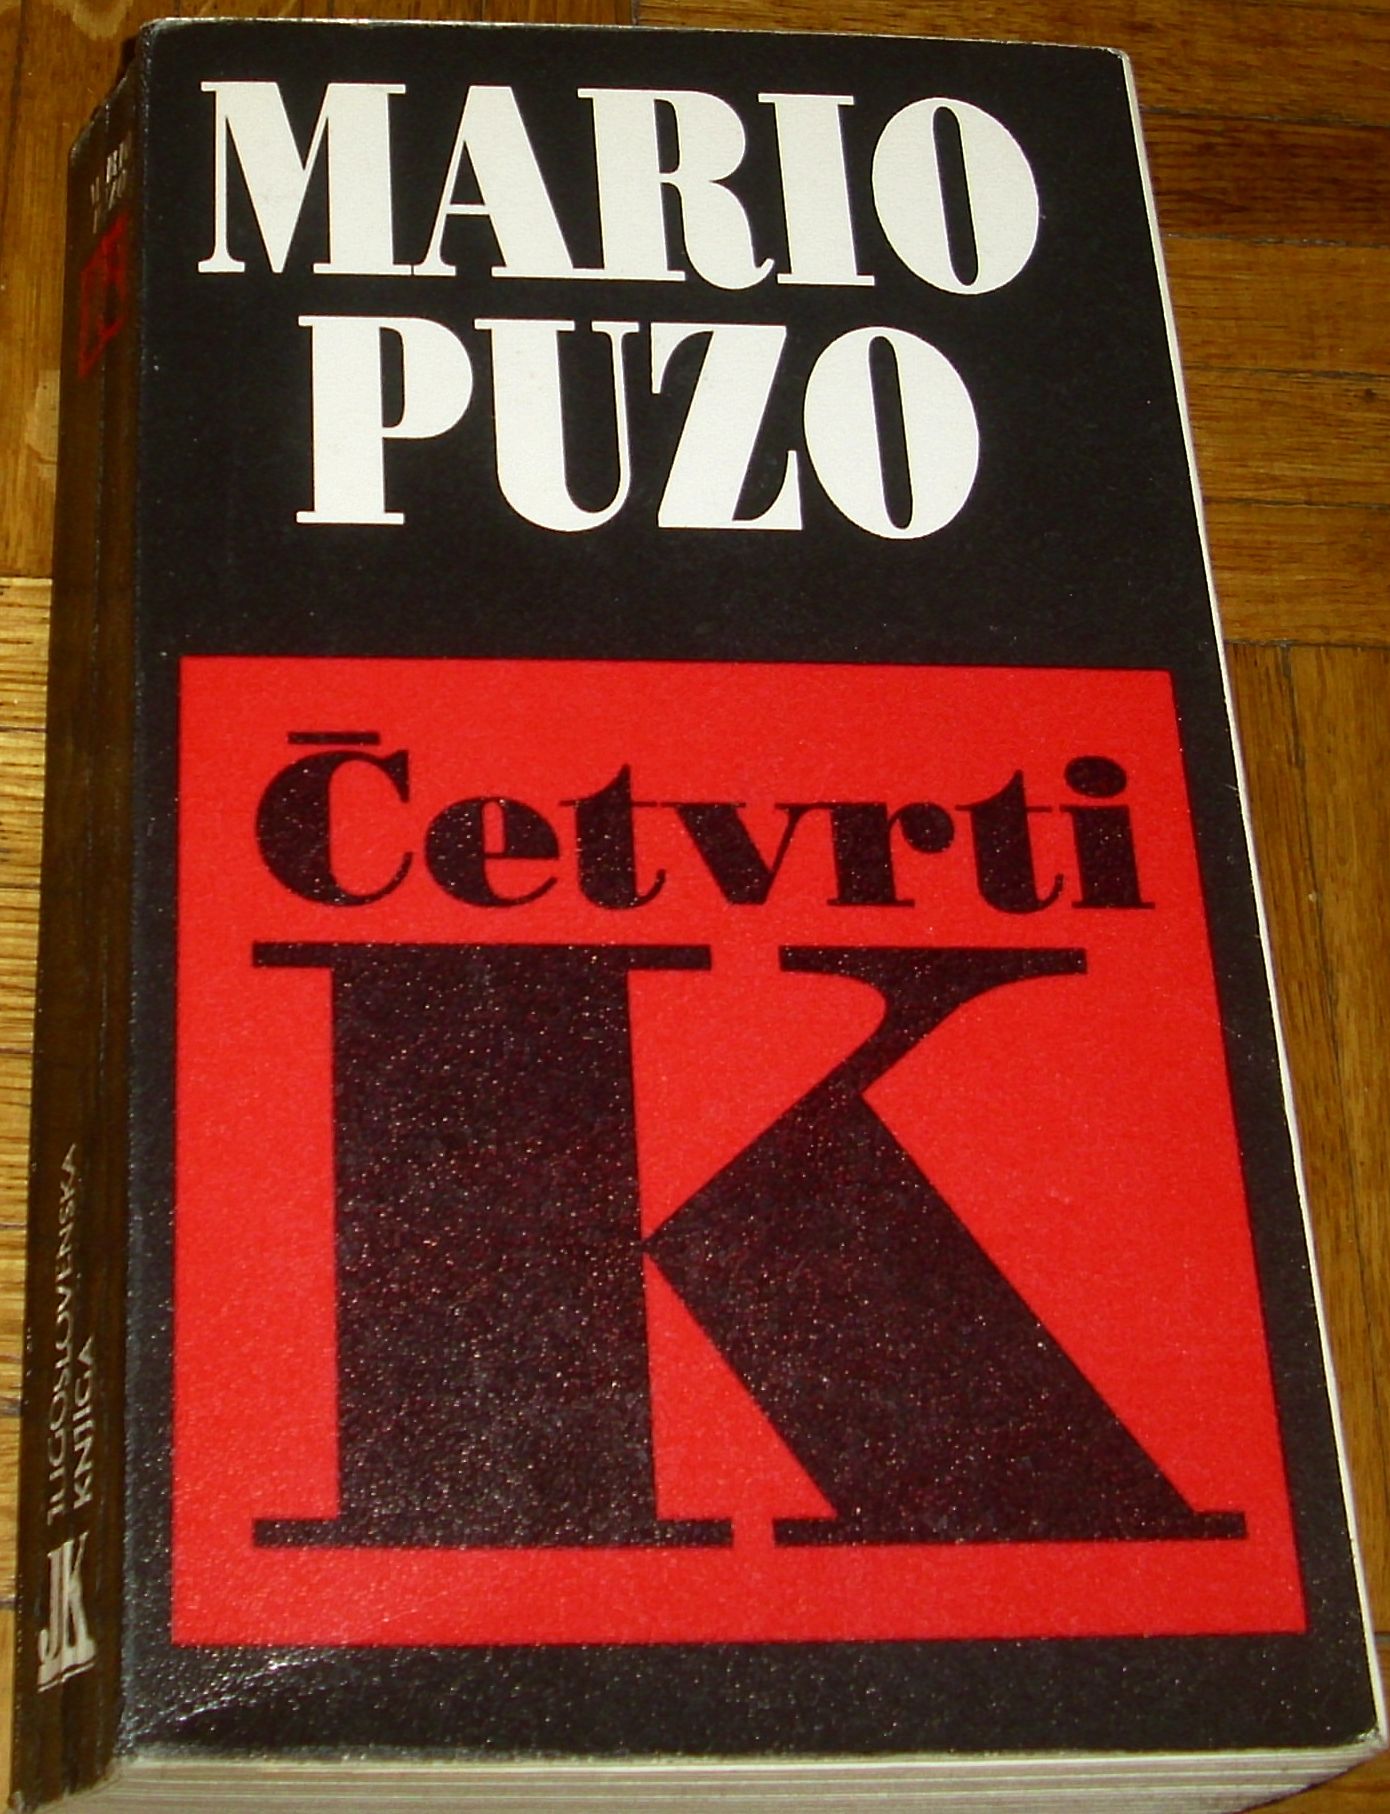 MARIO
PUZO
Četvrti
K
JUGOSLOVENSKA
KNJIGA
JK